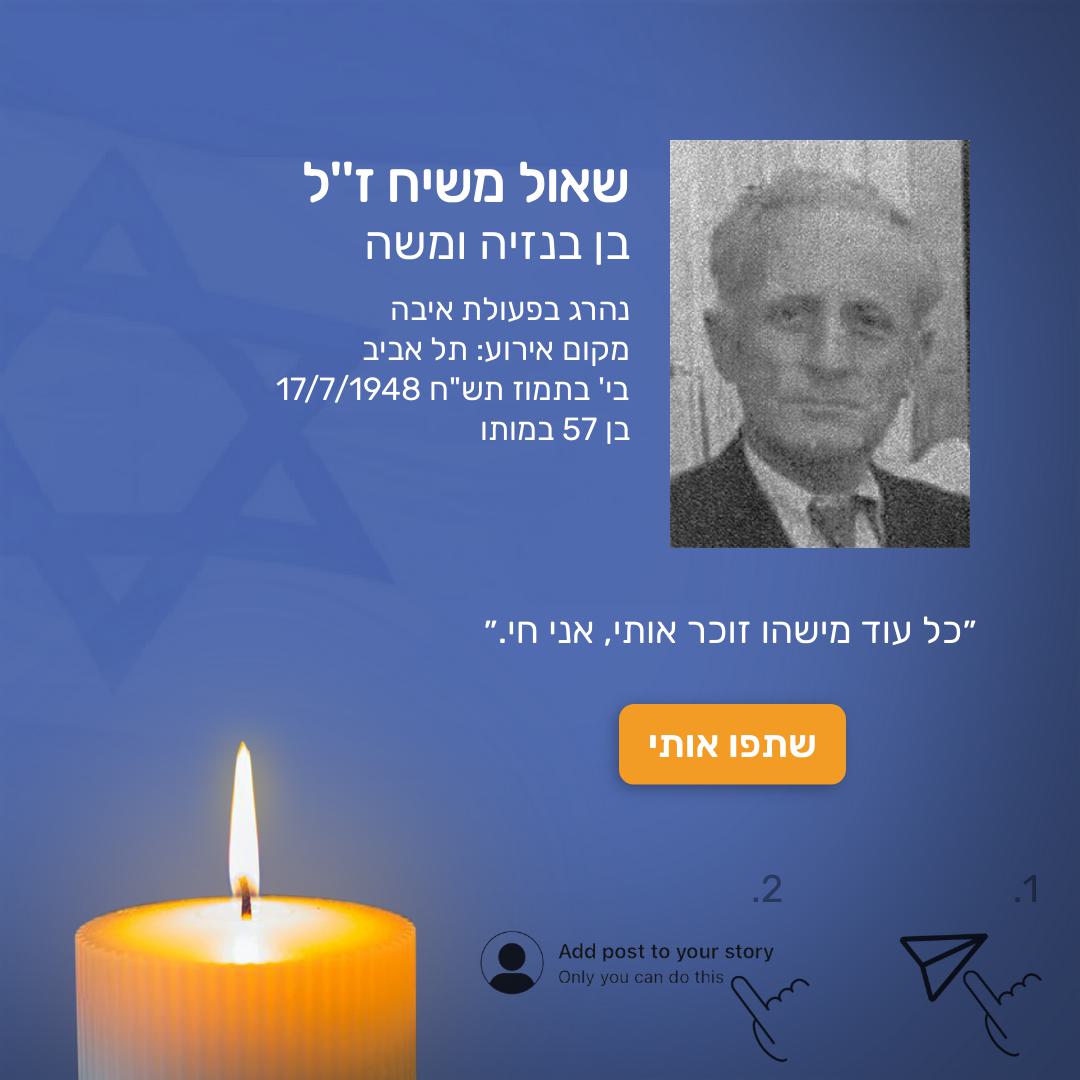 שאול משיח ז"ל
בן בנזיה ומשה
נהרג בפעולת איבה
מקום אירוע: תל אביב
בי' בתמוז תש"ח 17/7/1948
בן 57 במותו
״כל עוד מישהו זוכר אותי, אני חי.״
שתפו אותי
1.
2.
Add post to your story
Only you can do this